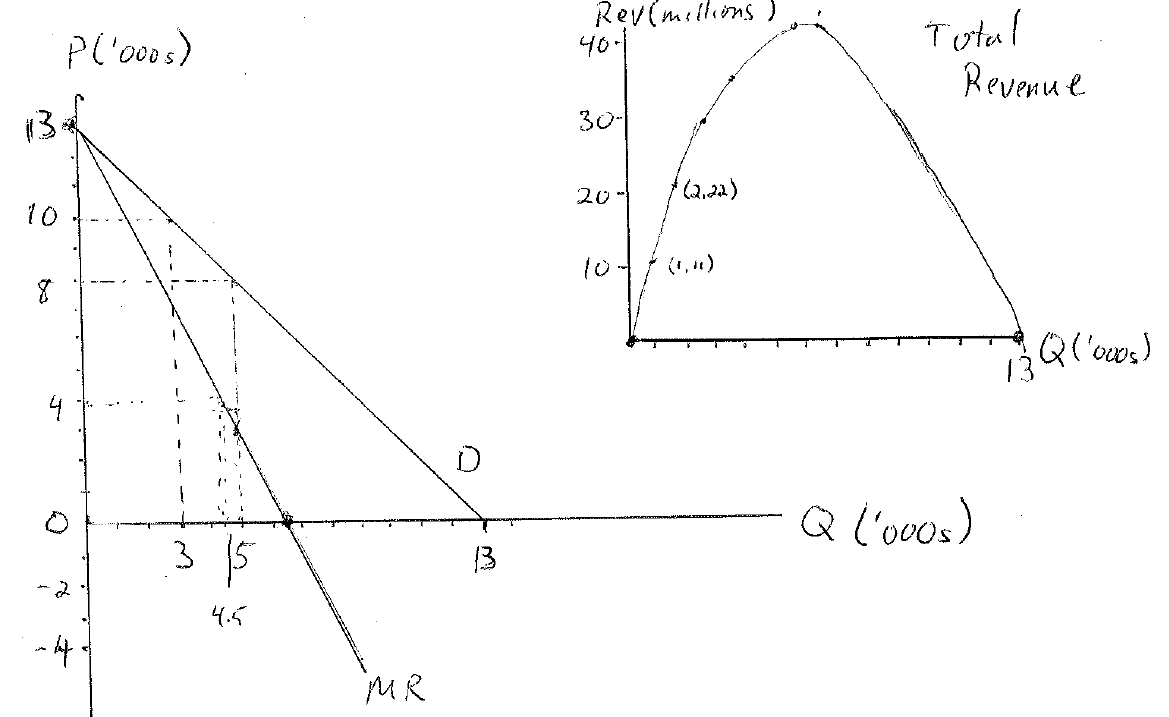 P('000s)
13
10
8
4
0
-2
-4
3
5
4.5
13
D
MR
Q ('000s)
Rev(millions)
40
30
20
10
(2,22)
(1,11)
13
Q('000s)
Total
Revenue